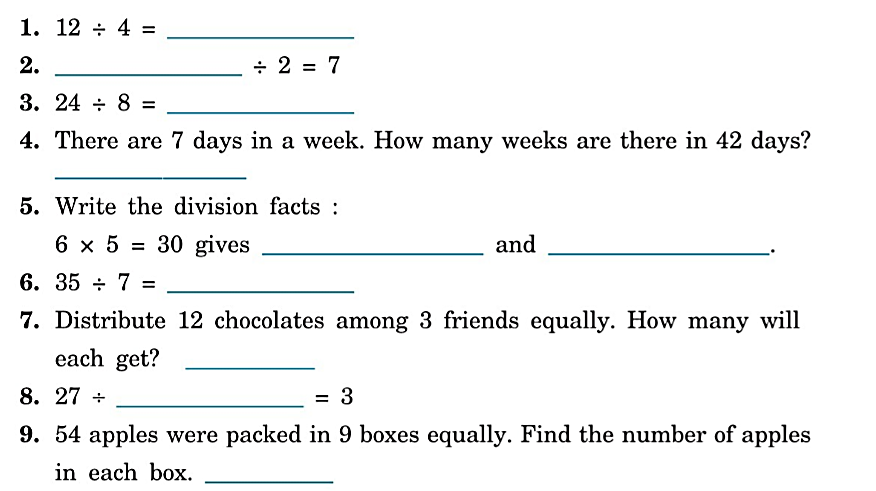 1. 12 ÷ 4 = ____________
2. ____________ ÷ 2 = 7
3. 24 ÷ 8 = ____________
4. There are 7 days in a week. How many weeks are there in 42 days?
____________
5. Write the division facts :
6 × 5 = 30 gives ____________ and ____________.
6. 35 ÷ 7 = ____________
7. Distribute 12 chocolates among 3 friends equally. How many will
each get? ____________
8. 27 ÷ ____________ = 3
9. 54 apples were packed in 9 boxes equally. Find the number of apples
in each box. ____________